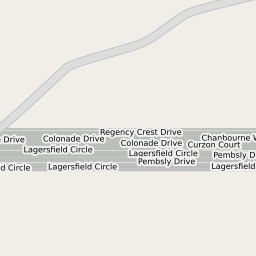 Regency Crest Drive
Drive
Colonade Drive
Chanbourne W
Colonade Drive
Curzon Court
Lagersfield Circle
Lagersfield Circle
Pembsly D
Pembsly Drive
d Circle
Lagersfield Circle
Lagersfield